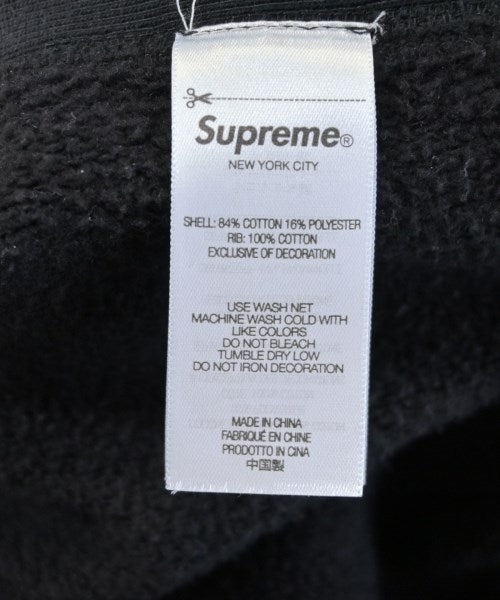 Supreme®
NEW YORK CITY
SHELL: 84% COTTON 16% POLYESTER
RIB: 100% COTTON
EXCLUSIVE OF DECORATION
USE WASH NET
MACHINE WASH COLD WITH
LIKE COLORS
DO NOT BLEACH
TUMBLE DRY LOW
DO NOT IRON DECORATION
MADE IN CHINA
FABRIQUÉ EN CHINE
PRODOTTO IN CINA
中国製